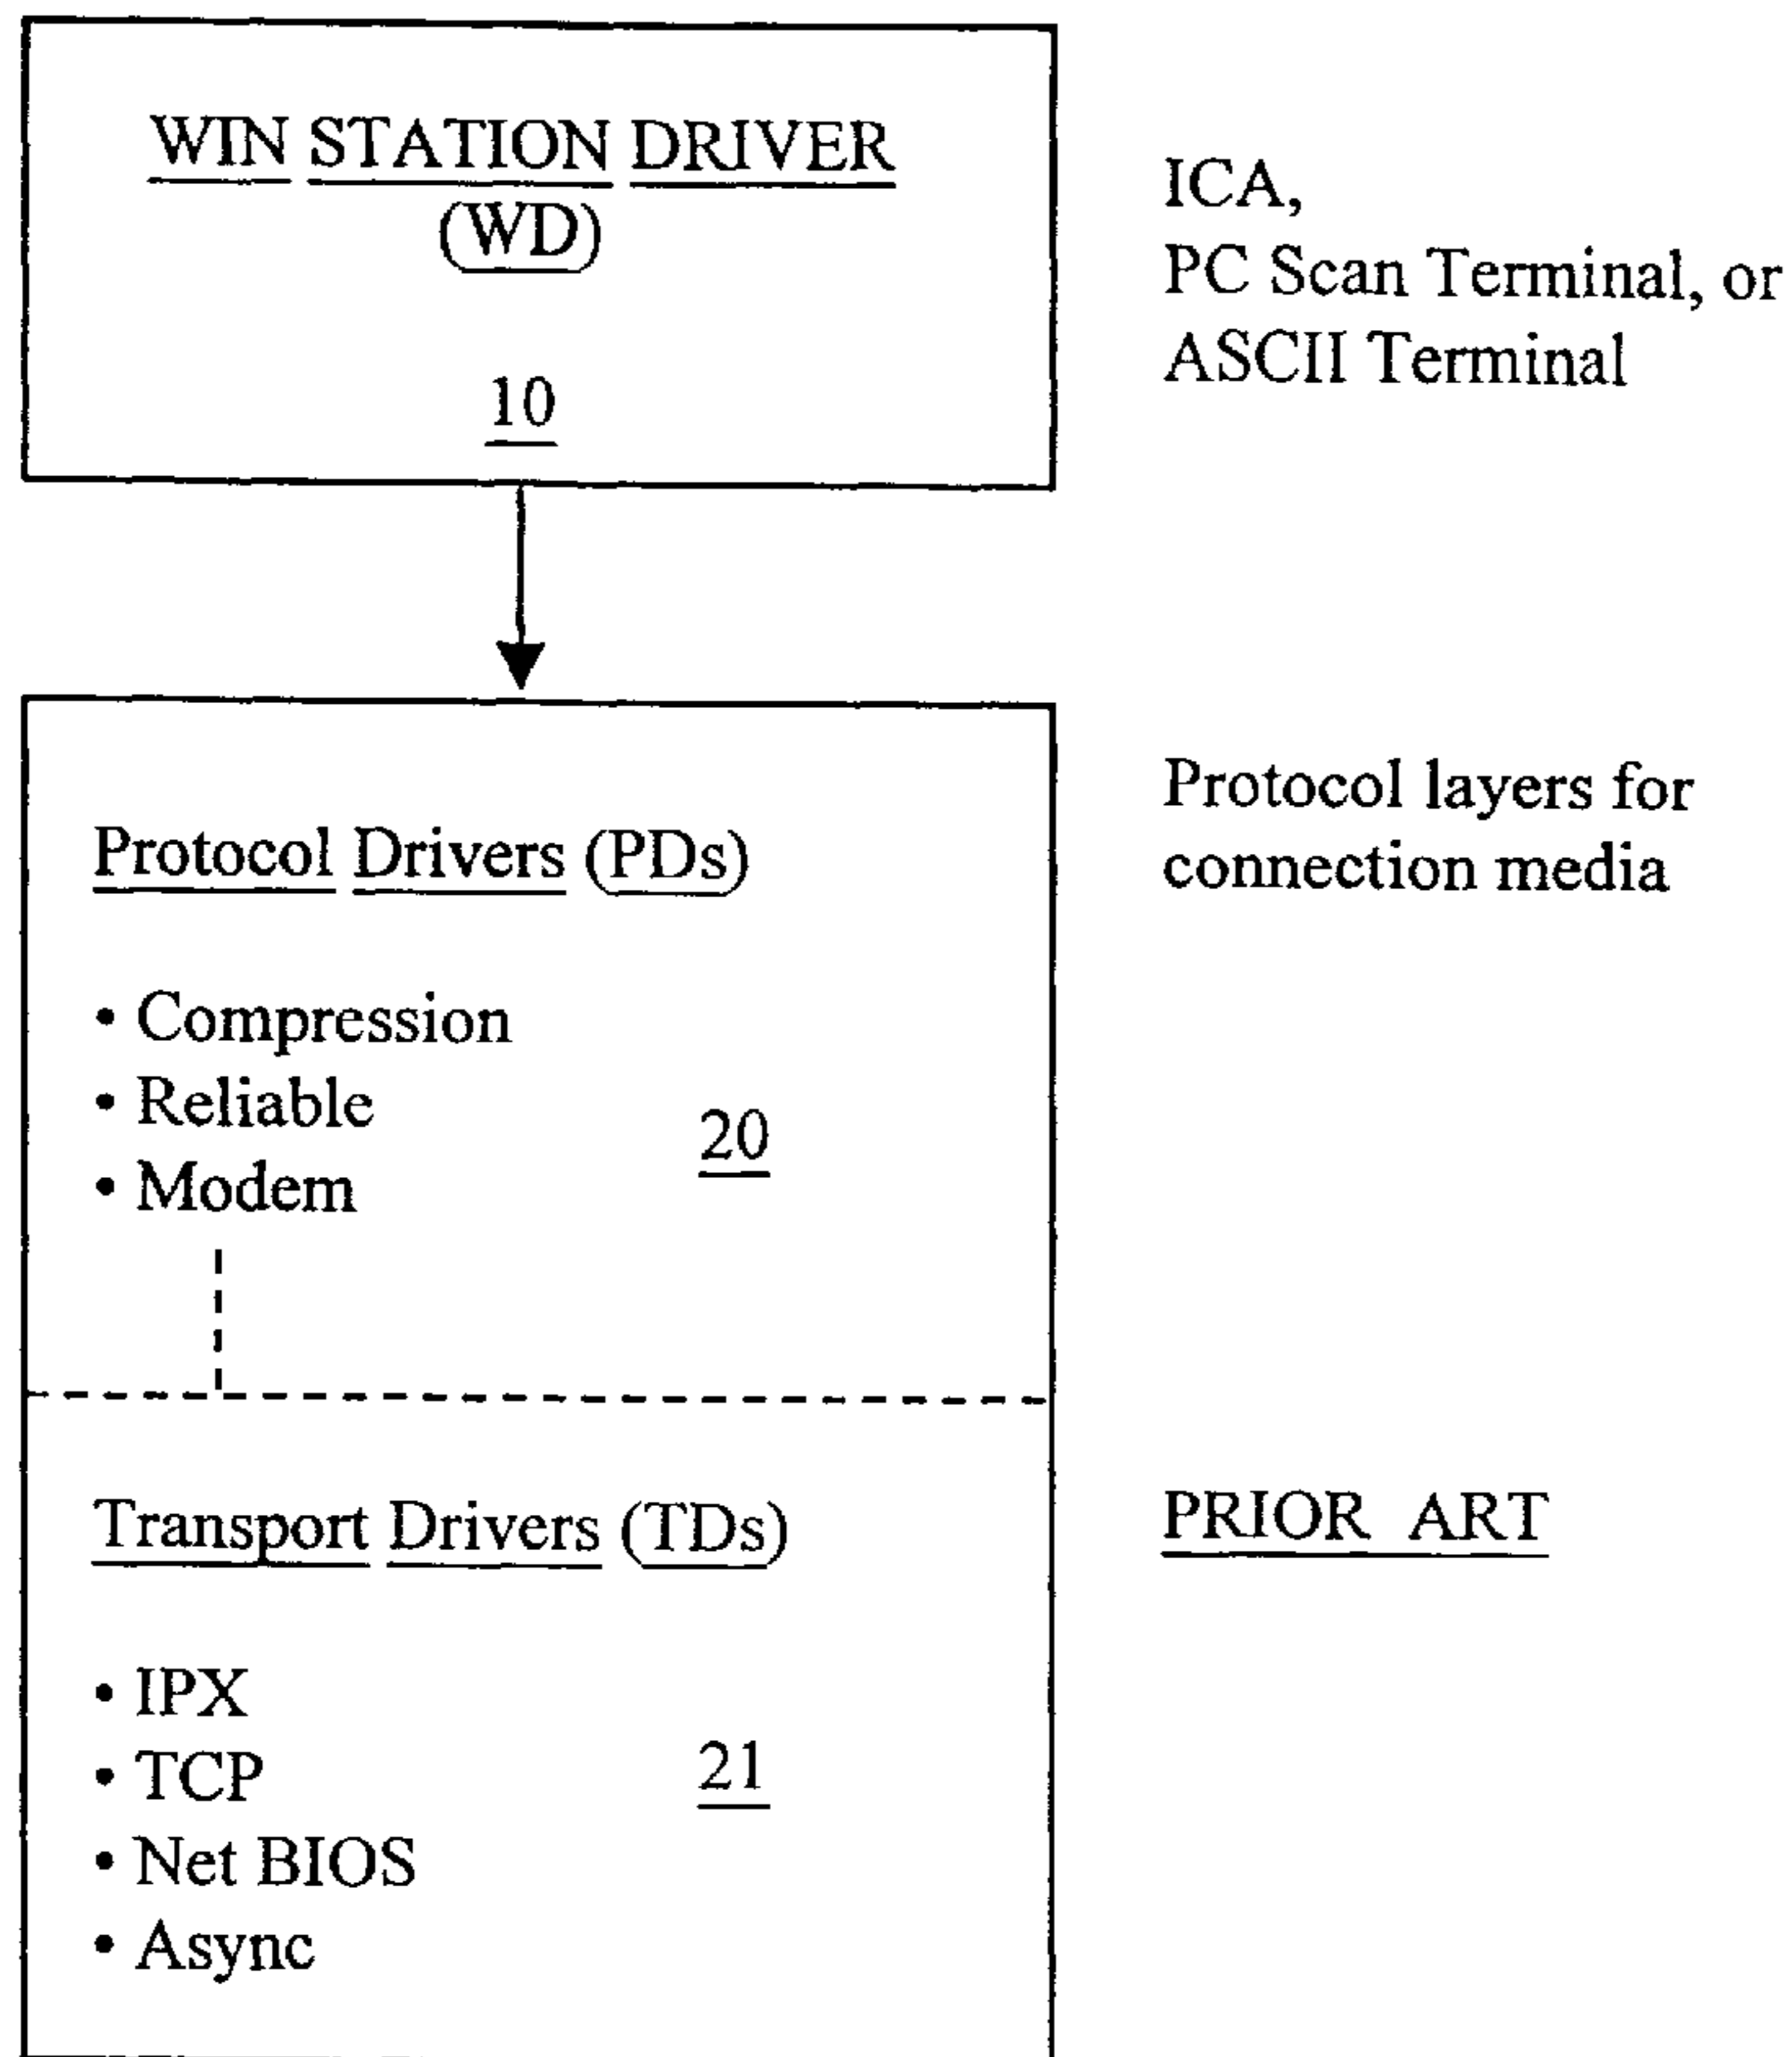 WIN STATION DRIVER
(WD)
10
ICA,
PC Scan Terminal, or
ASCII Terminal
Protocol Drivers (PDs)
• Compression
• Reliable
• Modem
20
Protocol layers for
connection media
Transport Drivers (TDs)
• IPX
• TCP
• Net BIOS
• Async
21
PRIOR ART